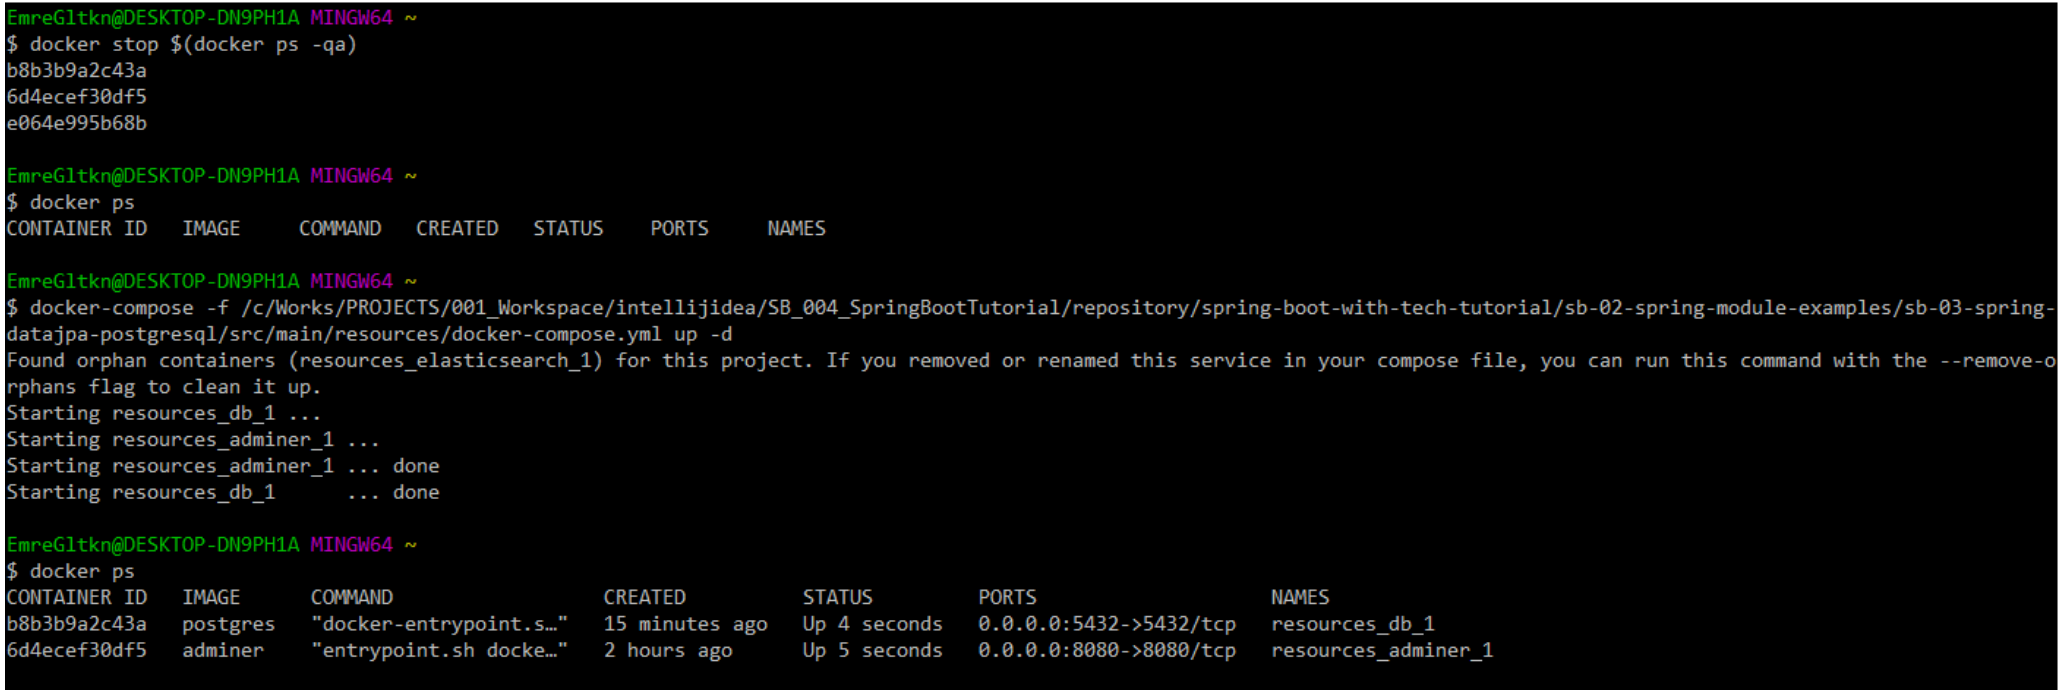 EmreGltkn@DESKTOP-DN9PH1A MINGW64 ~
$ docker stop $(docker ps -qa)
b8b3b9a2c43a
6d4ecef30df5
e064e995b68b
EmreGltkn@DESKTOP-DN9PH1A MINGW64 ~
$ docker ps
CONTAINER ID   IMAGE     COMMAND   CREATED   STATUS    PORTS     NAMES
EmreGltkn@DESKTOP-DN9PH1A MINGW64 ~
$ docker-compose -f /c/Works/PROJECTS/001_Workspace/intellijidea/SB_004_SpringBootTutorial/repository/spring-boot-with-tech-tutorial/sb-02-spring-module-examples/sb-03-spring-
datajpa-postgresql/src/main/resources/docker-compose.yml up -d
Found orphan containers (resources_elasticsearch_1) for this project. If you removed or renamed this service in your compose file, you can run this command with the --remove-o
rphans flag to clean it up.
Starting resources_db_1 ...
Starting resources_adminer_1 ...
Starting resources_adminer_1 ... done
Starting resources_db_1      ... done
EmreGltkn@DESKTOP-DN9PH1A MINGW64 ~
$ docker ps
CONTAINER ID   IMAGE      COMMAND                  CREATED          STATUS         PORTS                    NAMES
b8b3b9a2c43a   postgres   "docker-entrypoint.s…"   15 minutes ago   Up 4 seconds   0.0.0.0:5432->5432/tcp   resources_db_1
6d4ecef30df5   adminer    "entrypoint.sh docke…"   2 hours ago      Up 5 seconds   0.0.0.0:8080->8080/tcp   resources_adminer_1